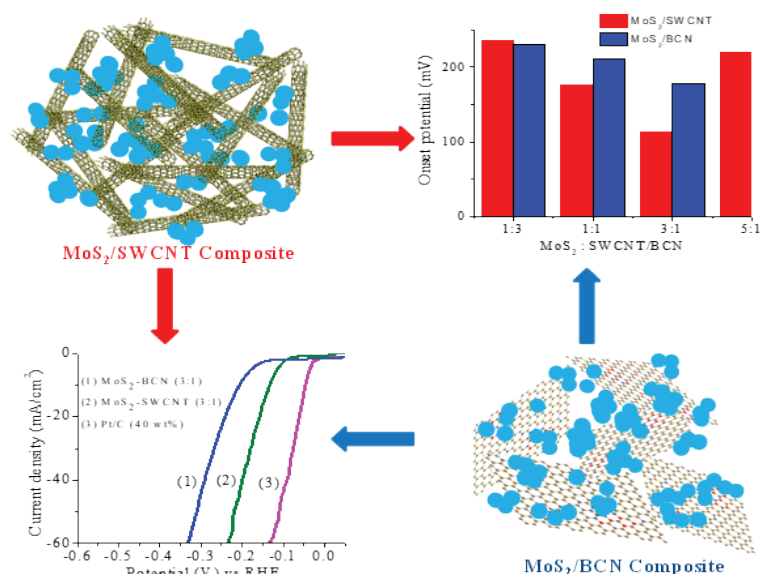 MoS2/SWCNT
MoS2/BCN
Onset potential (mV)
200
100
0
1:3 1:1 3:1 5:1
MoS2 : SWCNT/BCN
MoS2/SWCNT Composite
Current density (mA/cm2)
0
-20
-40
-60
(1) MoS2-BCN (3:1)
(2) MoS2-SWCNT (3:1)
(3) Pt/C (40 wt%)
(1) (2) (3)
-0.6 -0.5 -0.4 -0.3 -0.2 -0.1 0.0
Potential (V) vs RHE
MoS2/BCN Composite